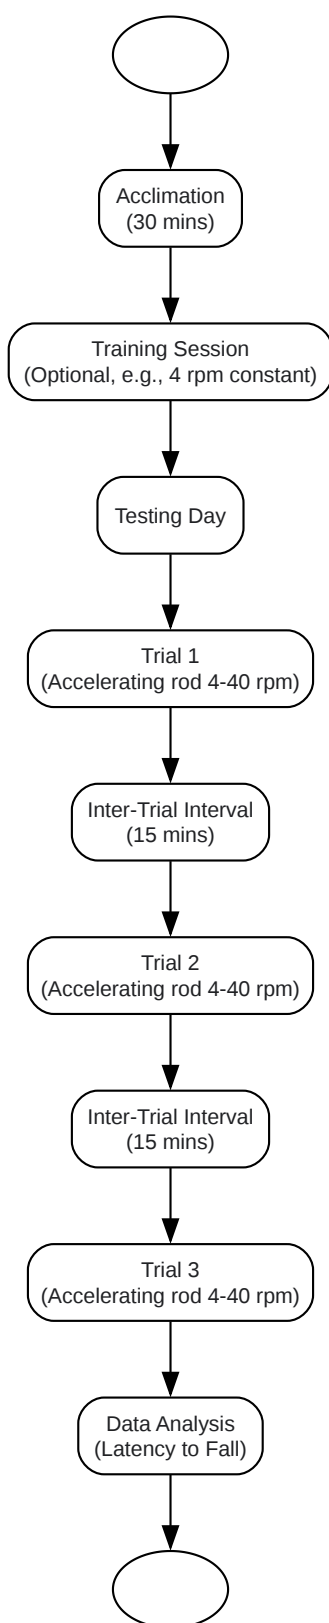 Acclimation
(30 mins)
Training Session
(Optional, e.g., 4 rpm constant)
Testing Day
Trial 1
(Accelerating rod 4-40 rpm)
Inter-Trial Interval
(15 mins)
Trial 2
(Accelerating rod 4-40 rpm)
Inter-Trial Interval
(15 mins)
Trial 3
(Accelerating rod 4-40 rpm)
Data Analysis
(Latency to Fall)